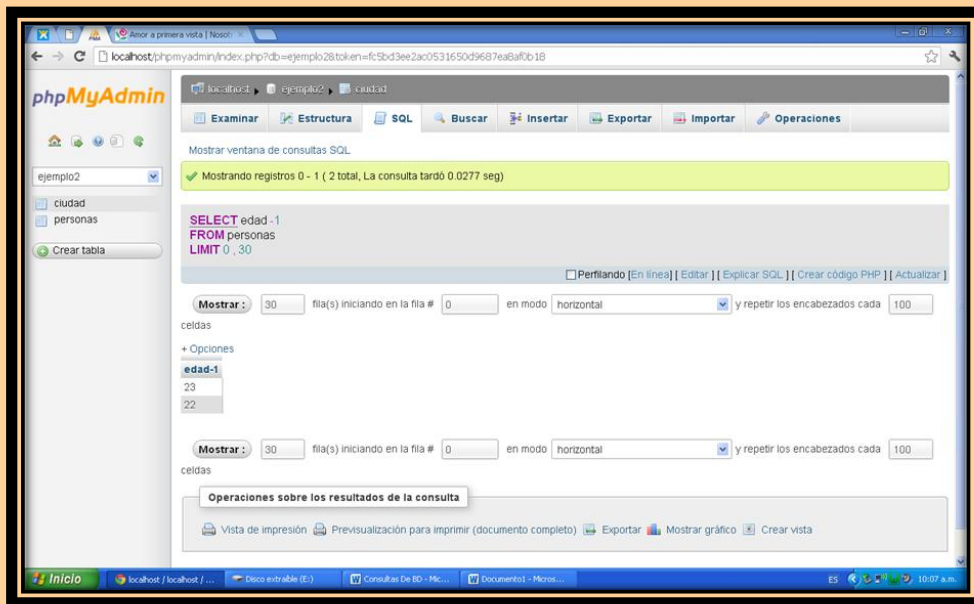 Amor a primera vista | Nosot
localhost/phpmyadmin/index.php?db=ejemplo2&token=fc5bd3ee2ac0531650d9687ea8af0b18
phpMyAdmin
localhost ▸ ejemplo2 ▸ ciudad
Examinar Estructura SQL Buscar Insertar Exportar Importar Operaciones
Mostrar ventana de consultas SQL
ejemplo2
ciudad
personas
Crear tabla
Mostrando registros 0 - 1 ( 2 total, La consulta tardó 0.0277 seg)
SELECT edad -1
FROM personas
LIMIT 0 , 30
Perfilando [En línea] [ Editar ] [ Explicar SQL ] [ Crear código PHP ] [ Actualizar ]
Mostrar : 30 fila(s) iniciando en la fila # 0 en modo horizontal y repetir los encabezados cada 100
celdas
+ Opciones
edad-1
23
22
Mostrar : 30 fila(s) iniciando en la fila # 0 en modo horizontal y repetir los encabezados cada 100
celdas
Operaciones sobre los resultados de la consulta
Vista de impresión Previsualización para imprimir (documento completo) Exportar Mostrar gráfico Crear vista
Inicio localhost / localhost / ... Disco extraíble (E:) Consultas De BD - Mic... Documento1 - Micros... ES 10:07 a.m.